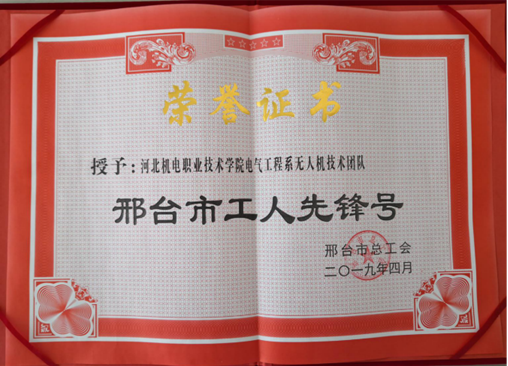 荣誉证书
授予：河北机电职业技术学院电气工程系无人机技术团队
邢台市工人先锋号
邢台市总工会
二〇一九年四月